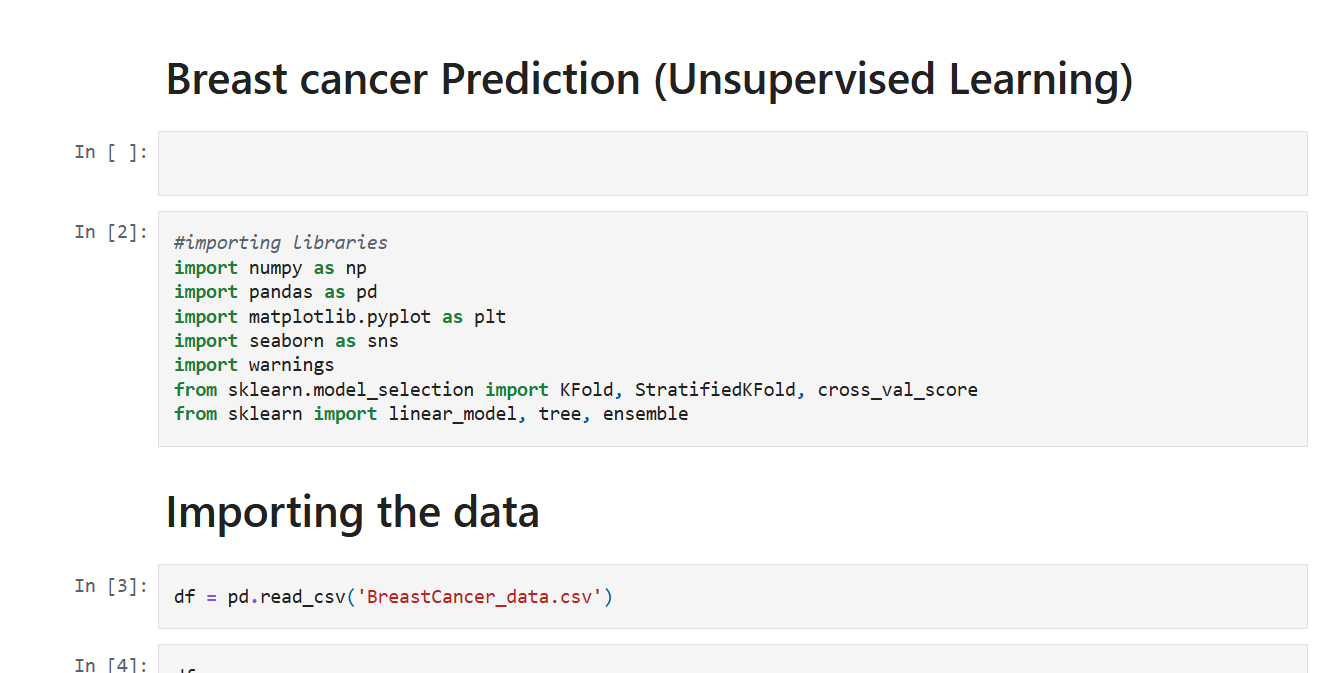 Breast cancer Prediction (Unsupervised Learning)
In [ ]:
In [2]:
#importing libraries
import numpy as np
import pandas as pd
import matplotlib.pyplot as plt
import seaborn as sns
import warnings
from sklearn.model_selection import KFold, StratifiedKFold, cross_val_score
from sklearn import linear_model, tree, ensemble
Importing the data
In [3]:
df = pd.read_csv('BreastCancer_data.csv')
In [4]: